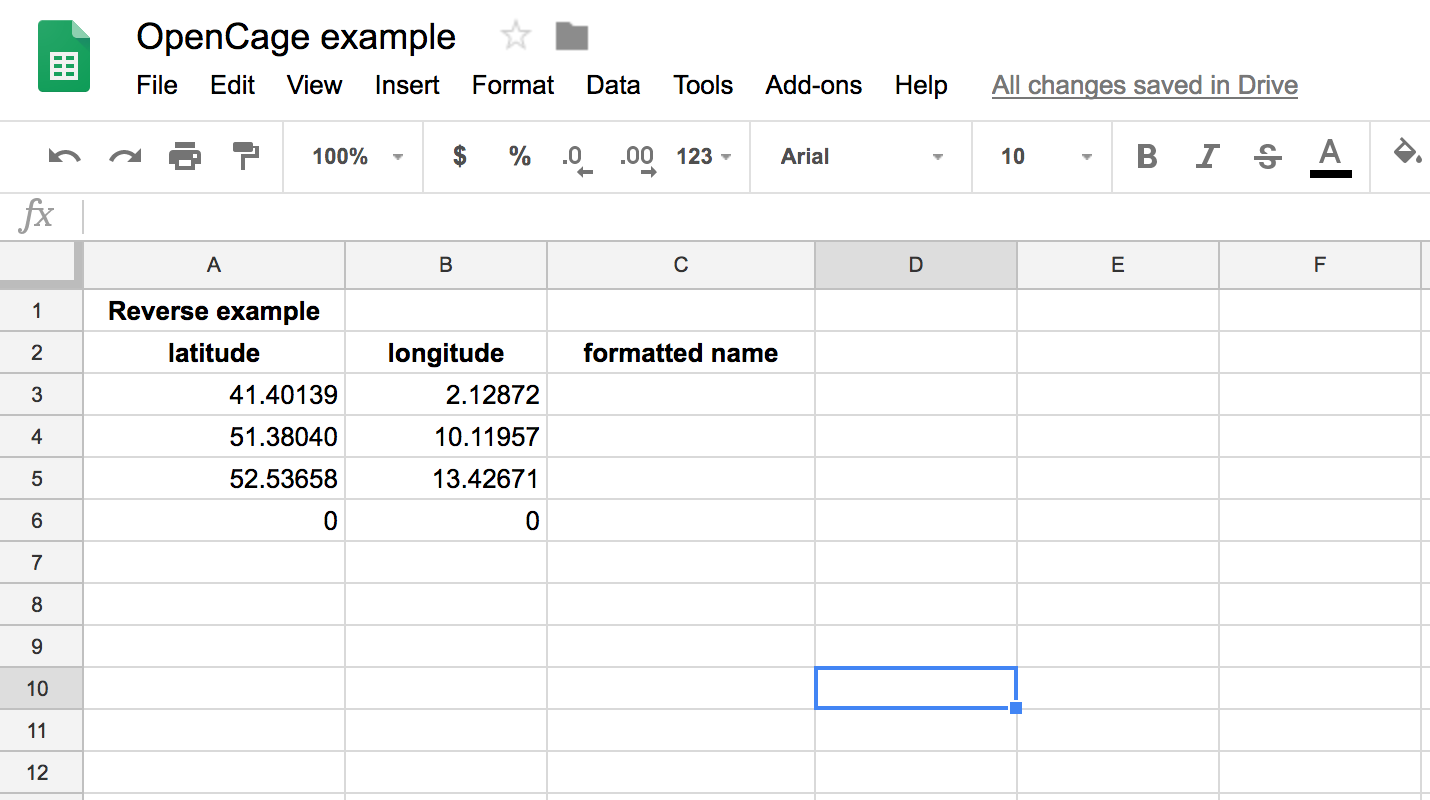 OpenCage example
File Edit View Insert Format Data Tools Add-ons Help All changes saved in Drive
100% $ % .0 .00 123 Arial 10 B I S A
fx
A B C D E F
1 Reverse example
2 latitude longitude formatted name
3 41.40139 2.12872
4 51.38040 10.11957
5 52.53658 13.42671
6 0 0
7
8
9
10
11
12